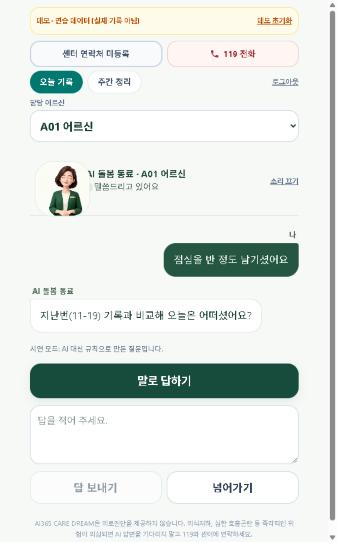 데모 · 연습 데이터 (실제 기록 아님)
데모 초기화
센터 연락처 미등록
119 전화
오늘 기록
주간 정리
로그아웃
담당 어르신
A01 어르신
AI 돌봄 동료 · A01 어르신
말씀드리고 있어요
소리 끄기
나
점심을 반 정도 남기셨어요
AI 돌봄 동료
지난번(11-19) 기록과 비교해 오늘은 어떠셨어요?
시연 모드: AI 대신 규칙으로 만든 질문입니다.
말로 답하기
답을 적어 주세요.
답 보내기
넘어가기
AI365 CARE DREAM은 의료진단을 제공하지 않습니다. 의식저하, 심한 호흡곤란 등 즉각적인 위
험이 의심되면 AI 답변을 기다리지 말고 119와 센터에 연락하세요.